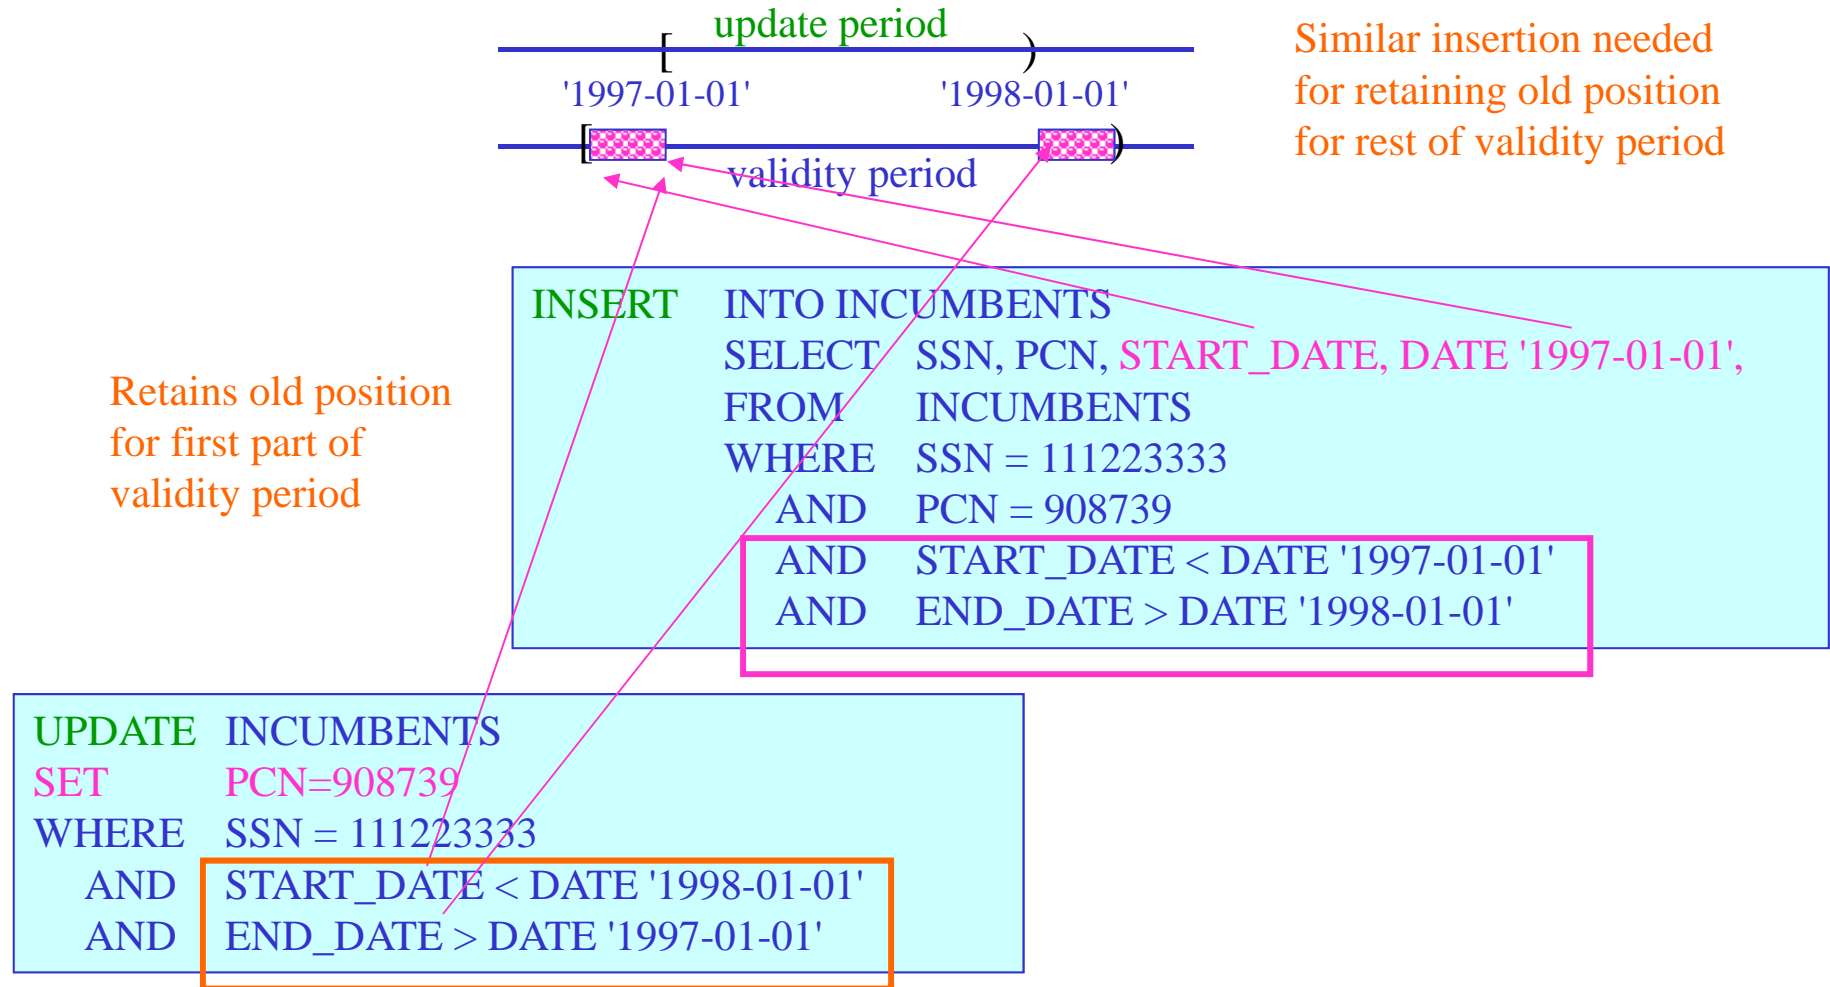 update period
[ )
'1997-01-01' '1998-01-01'
[ )
validity period
Similar insertion needed
for retaining old position
for rest of validity period
INSERT INTO INCUMBENTS
SELECT SSN, PCN, START_DATE, DATE '1997-01-01',
FROM INCUMBENTS
WHERE SSN = 111223333
AND PCN = 908739
AND START_DATE < DATE '1997-01-01'
AND END_DATE > DATE '1998-01-01'
Retains old position
for first part of
validity period
UPDATE INCUMBENTS
SET PCN=908739
WHERE SSN = 111223333
AND START_DATE < DATE '1998-01-01'
AND END_DATE > DATE '1997-01-01'